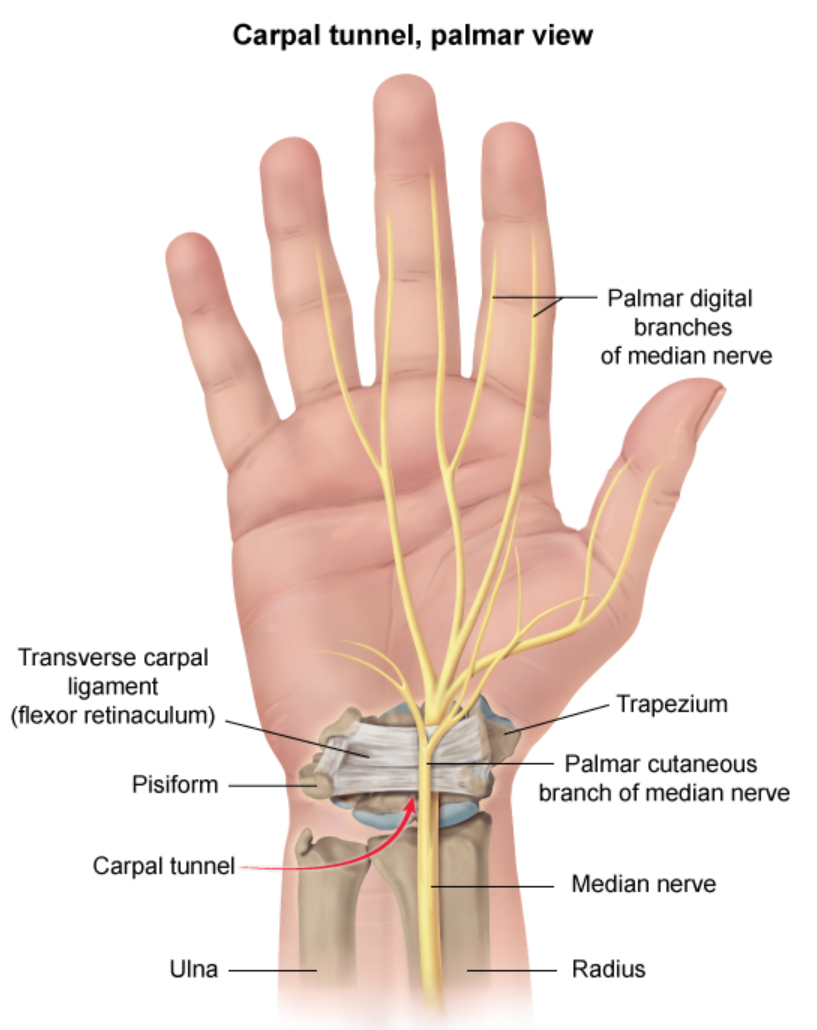 Carpal tunnel, palmar view
Palmar digital
branches
of median nerve
Transverse carpal
ligament
(flexor retinaculum)
Trapezium
Pisiform
Palmar cutaneous
branch of median nerve
Carpal tunnel
Median nerve
Ulna
Radius